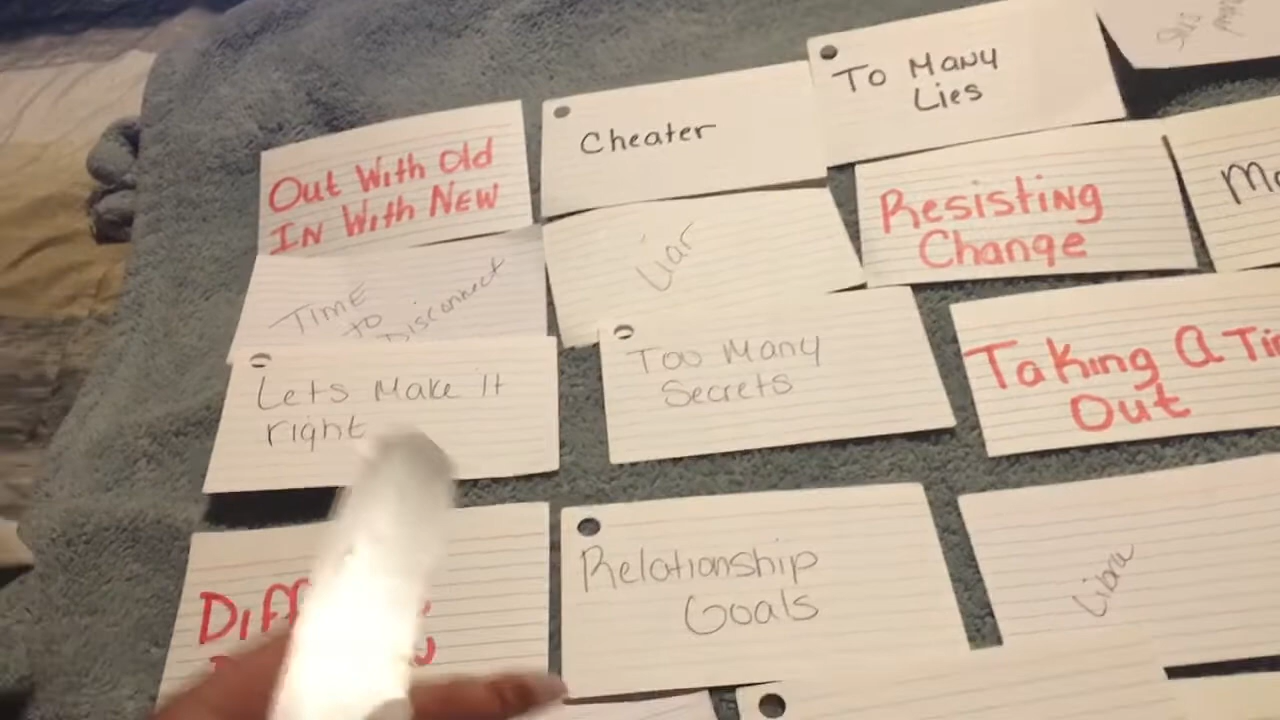 Out With Old
IN With NEW
Cheater
To MANY
Lies
TIME
to
Disconnect
Liar
Resisting
Change
Lets Make it
right
Too Many
Secrets
Taking A
Out
Relationship
Goals
Libra